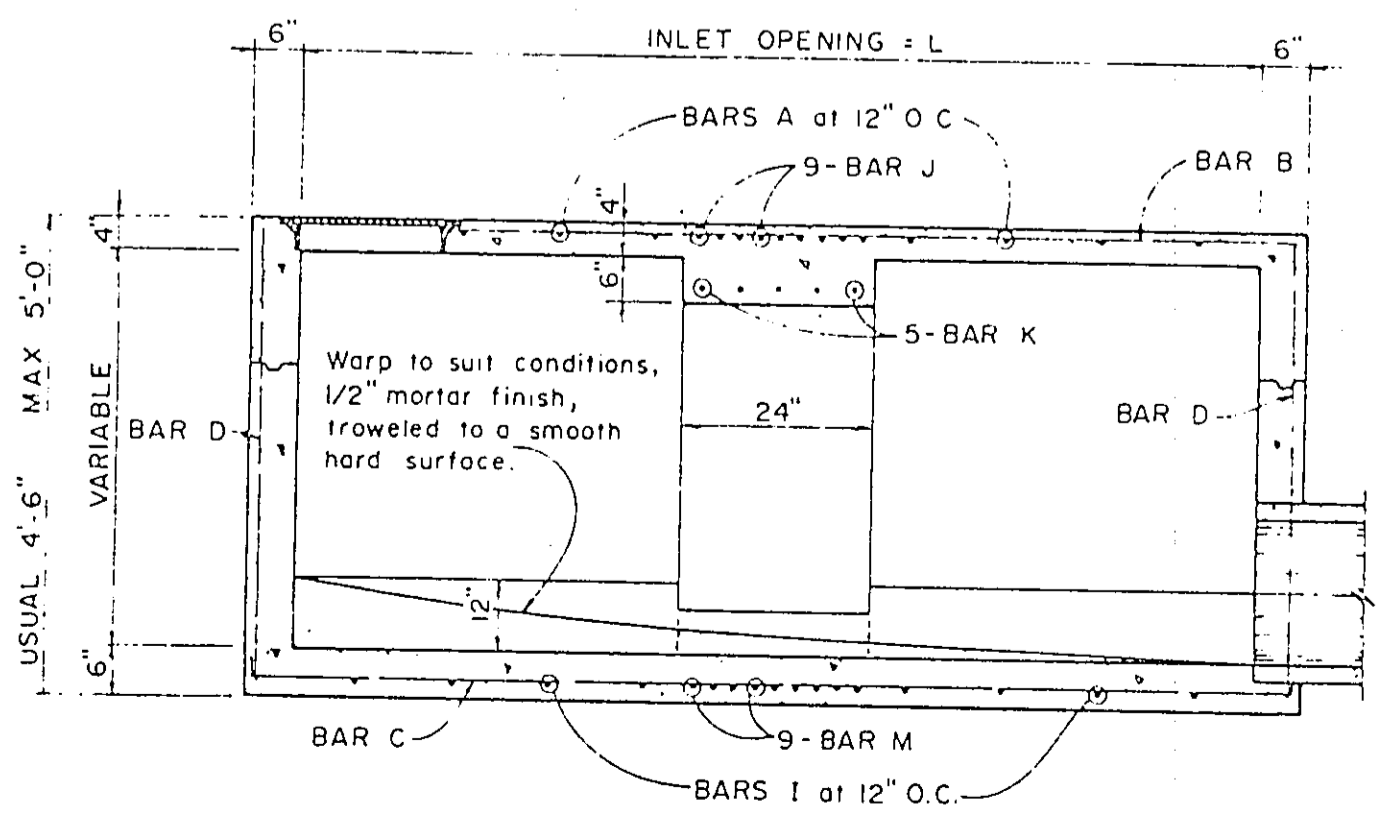 6"
INLET OPENING = L
6"
BARS A at 12" O C
9-BAR J
BAR B
4"
4"
6"
5-BAR K
USUAL 4'-6" MAX 5'-0"
VARIABLE
Warp to suit conditions,
1/2" mortar finish,
troweled to a smooth
hard surface.
24"
BAR D
BAR D
12"
6"
BAR C
9-BAR M
BARS I at 12" O.C.